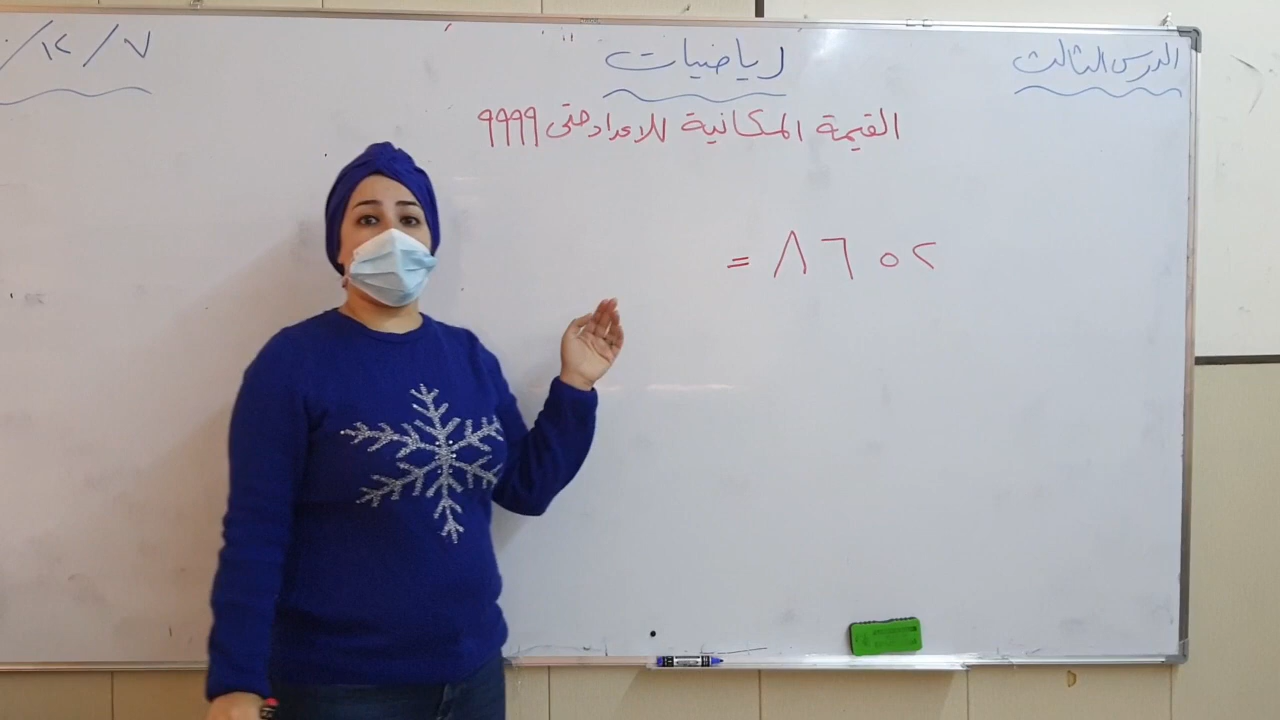 الدرس الثالث
رياضيات
٧ / ١٢ /
القيمة المكانية للاعداد حتى ٩٩٩٩
٨٦٥٢ =